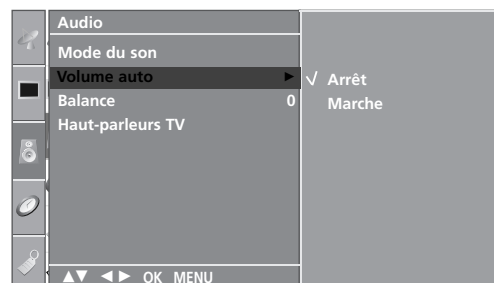 Audio
Mode du son
Volume auto ►
Balance 0
Haut-parleurs TV
√ Arrêt
Marche
▲▼ ◄► OK MENU